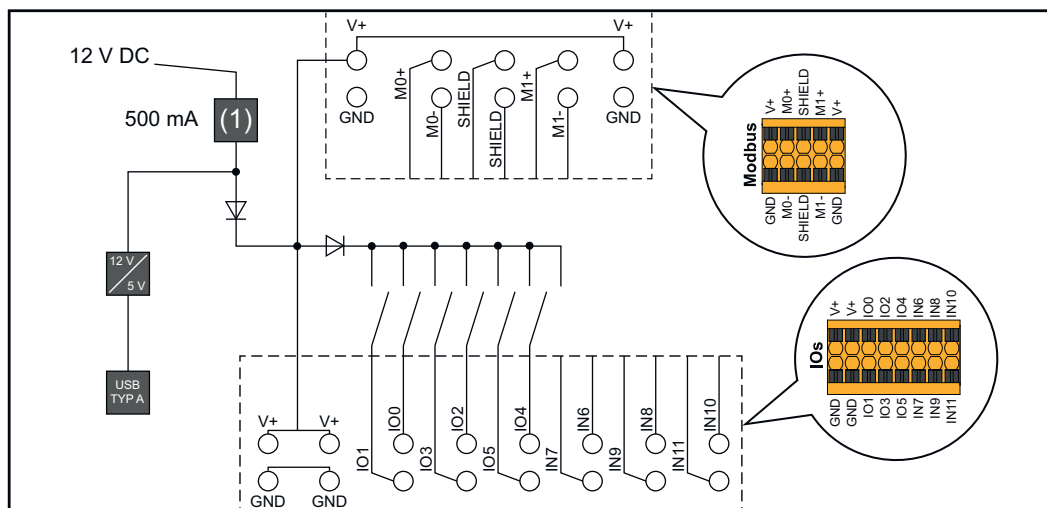 12 V DC
500 mA
(1)
V+
V+
M0+
SHIELD
M1+
GND
M0-
SHIELD
M1-
GND
Modbus
V+
M0+
SHIELD
M1+
V+
GND
M0-
SHIELD
M1-
GND
12 V
5 V
USB
TYP A
V+
V+
GND
GND
IO1
IO0
IO3
IO2
IO5
IO4
IN7
IN6
IN9
IN8
IN11
IN10
IOs
V+
V+
IO0
IO2
IO4
IN6
IN8
IN10
GND
GND
IO1
IO3
IO5
IN7
IN9
IN11